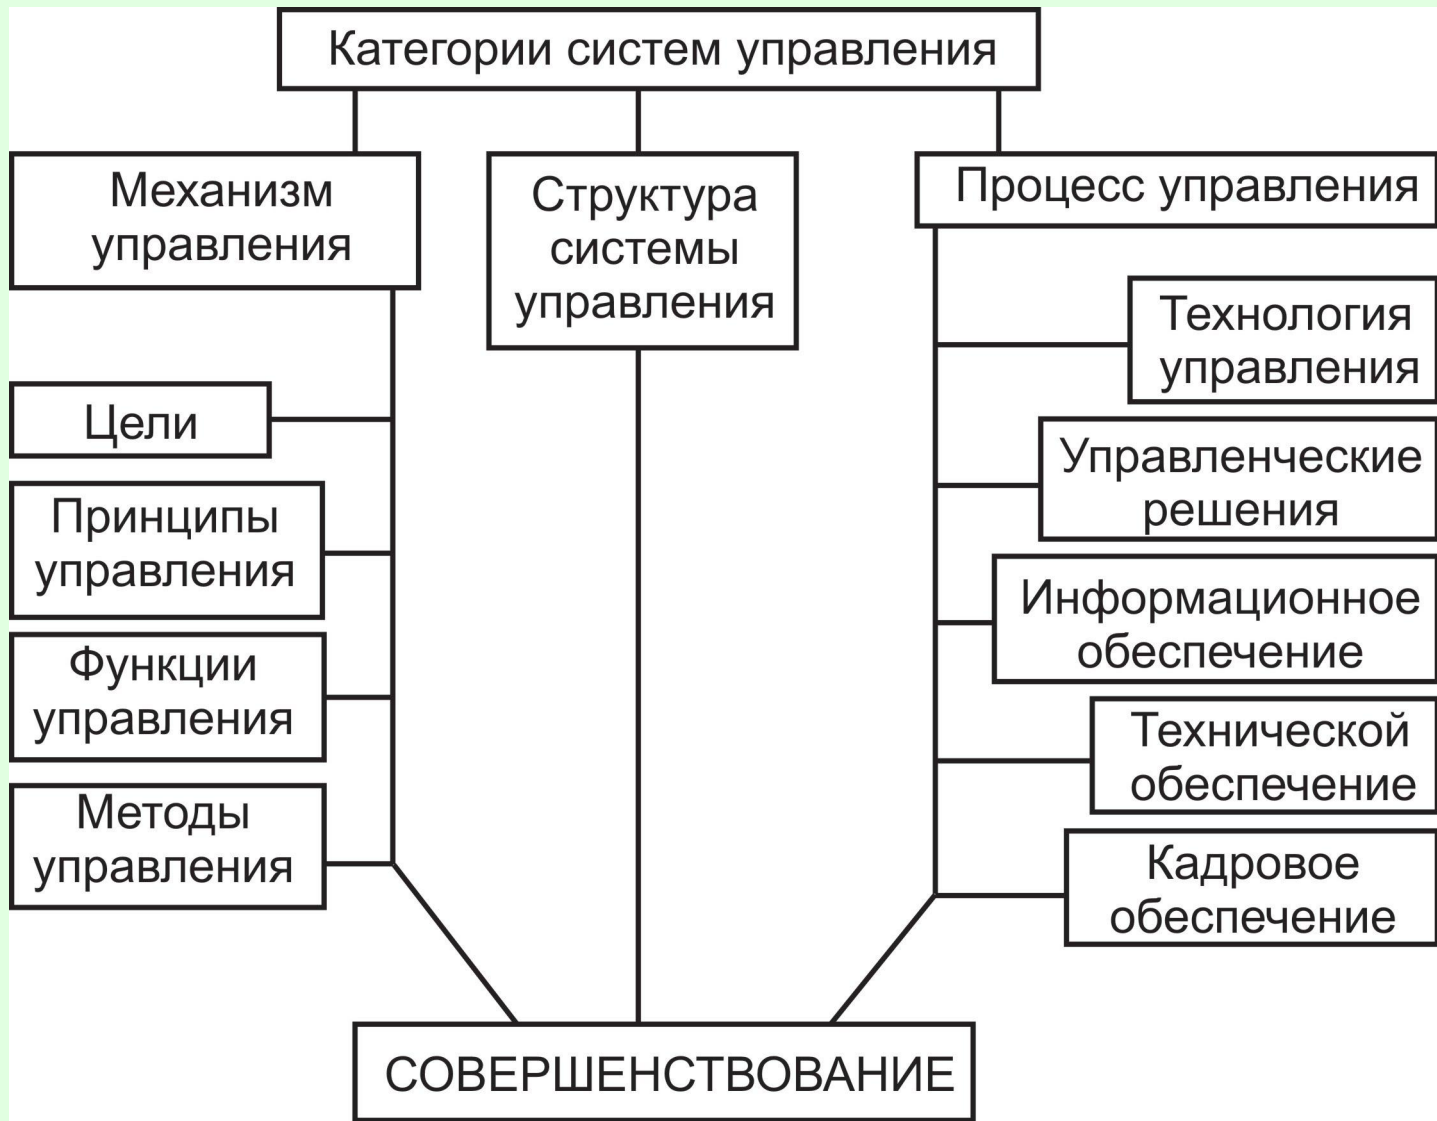 Категории систем управления
Механизм
управления
Структура
системы
управления
Процесс управления
Цели
Принципы
управления
Функции
управления
Методы
управления
Технология
управления
Управленческие
решения
Информационное
обеспечение
Технической
обеспечение
Кадровое
обеспечение
СОВЕРШЕНСТВОВАНИЕ